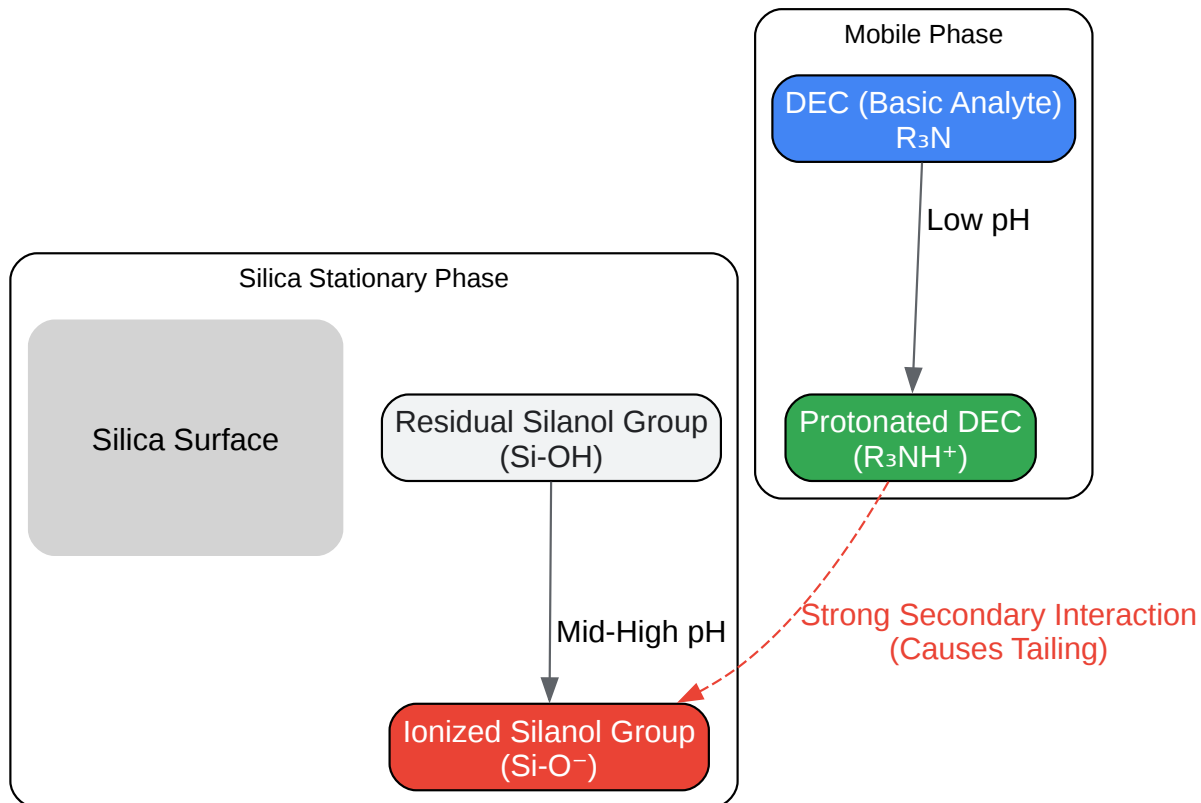 Mobile Phase
DEC (Basic Analyte)
R₃N
Low pH
Silica Stationary Phase
Silica Surface
Residual Silanol Group
(Si-OH)
Protonated DEC
(R₃NH⁺)
Mid-High pH
Strong Secondary Interaction
(Causes Tailing)
Ionized Silanol Group
(Si-O⁻)